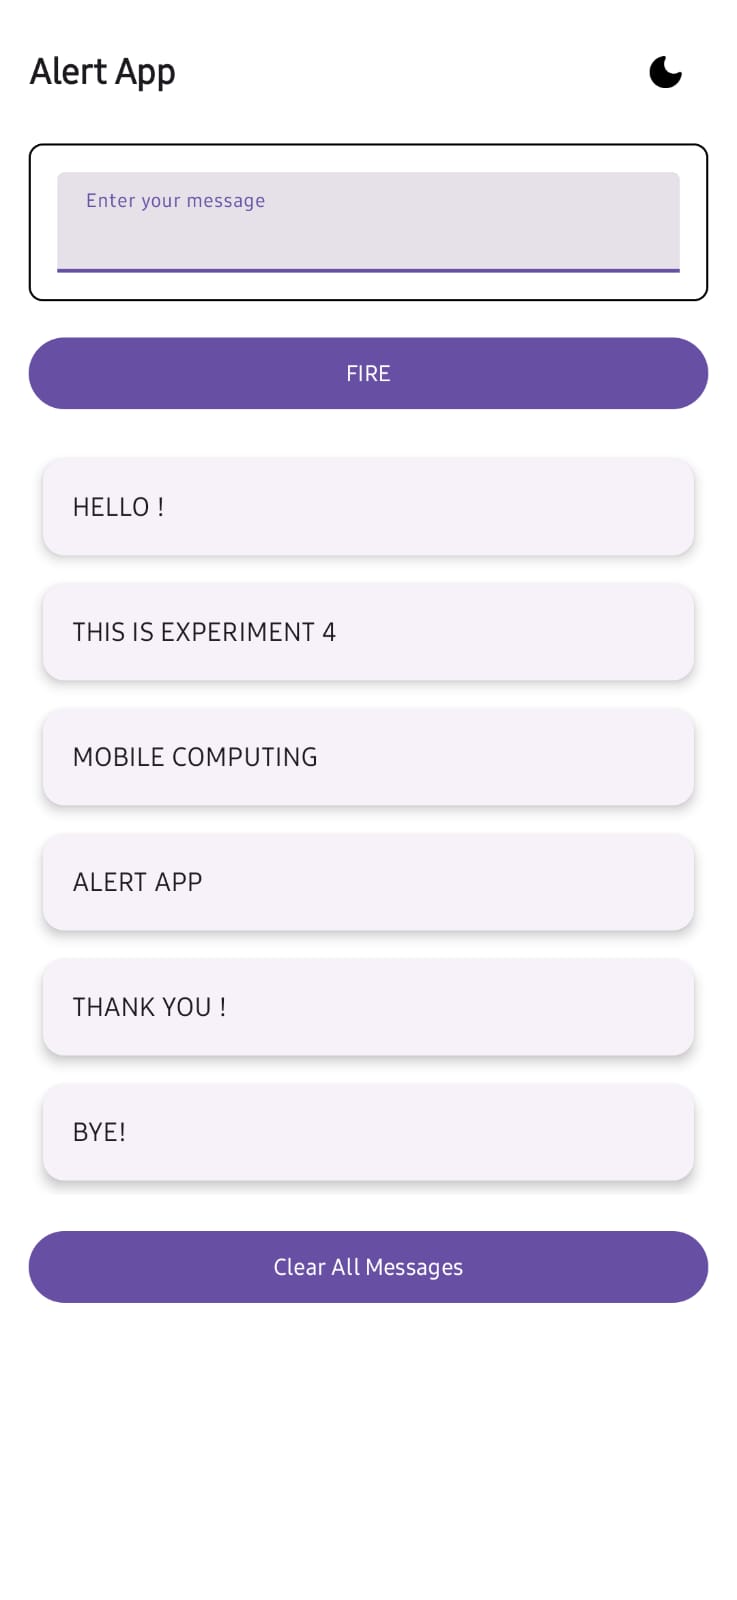 Alert App
Enter your message
FIRE
HELLO !
THIS IS EXPERIMENT 4
MOBILE COMPUTING
ALERT APP
THANK YOU !
BYE!
Clear All Messages